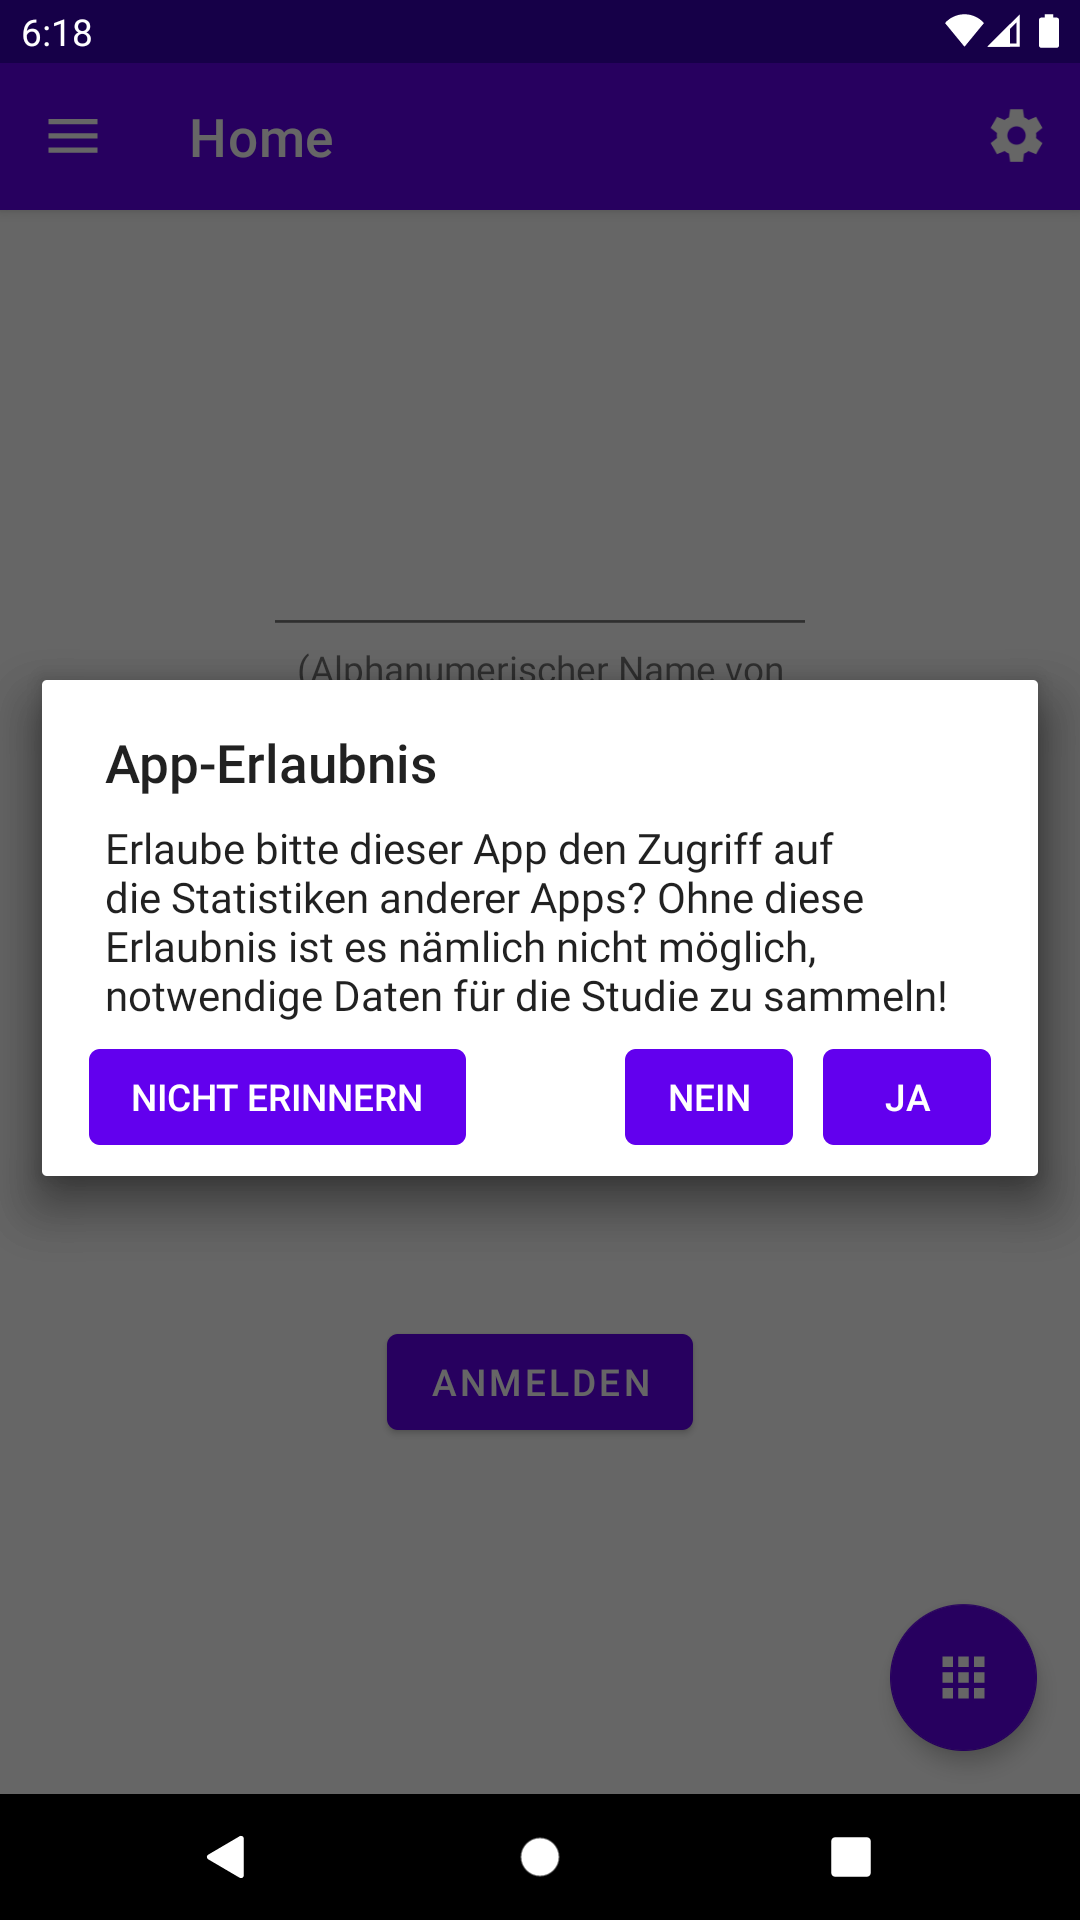 6:18
Home
(Alphanumerischer Name von
App-Erlaubnis
Erlaube bitte dieser App den Zugriff auf
die Statistiken anderer Apps? Ohne diese
Erlaubnis ist es nämlich nicht möglich,
notwendige Daten für die Studie zu sammeln!
NICHT ERINNERN NEIN JA
ANMELDEN